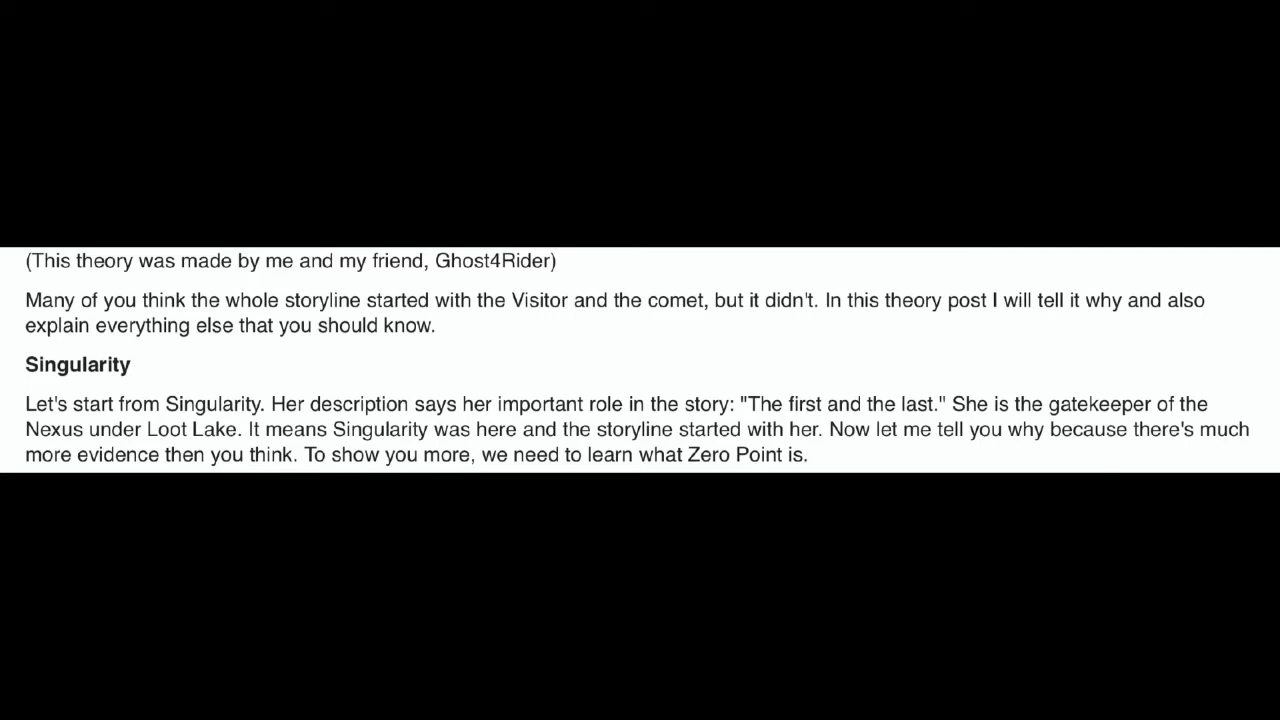 (This theory was made by me and my friend, Ghost4Rider)
Many of you think the whole storyline started with the Visitor and the comet, but it didn't. In this theory post I will tell it why and also
explain everything else that you should know.
Singularity
Let's start from Singularity. Her description says her important role in the story: "The first and the last." She is the gatekeeper of the
Nexus under Loot Lake. It means Singularity was here and the storyline started with her. Now let me tell you why because there's much
more evidence then you think. To show you more, we need to learn what Zero Point is.